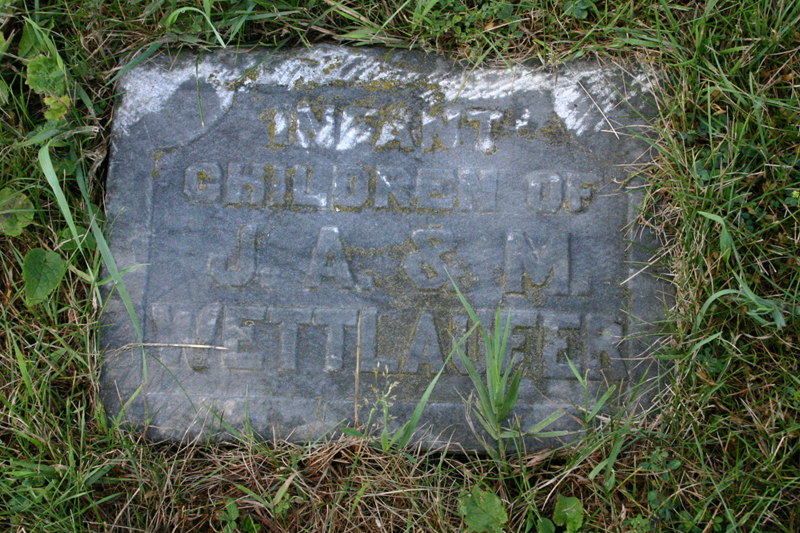 INFANT
CHILDREN OF
J. A. & M.
WETTLAUFER